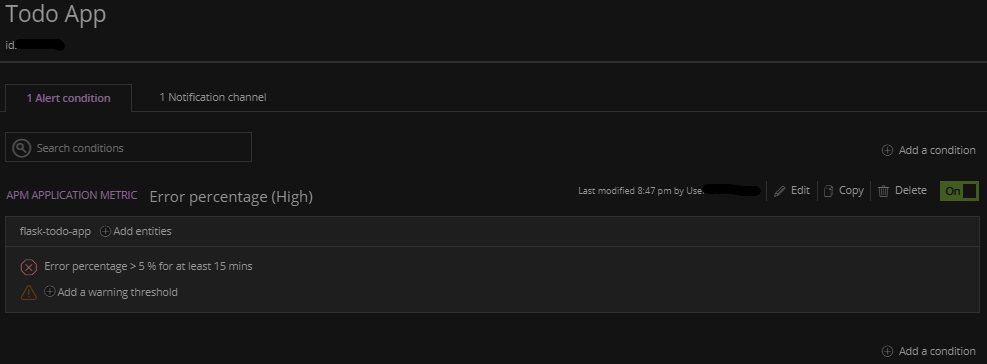 Todo App
id.
1 Alert condition
1 Notification channel
Search conditions
Add a condition
APM APPLICATION METRIC Error percentage (High)
Last modified 8:47 pm by Use
Edit
Copy
Delete
On
flask-todo-app Add entities
Error percentage > 5 % for at least 15 mins
Add a warning threshold
Add a condition